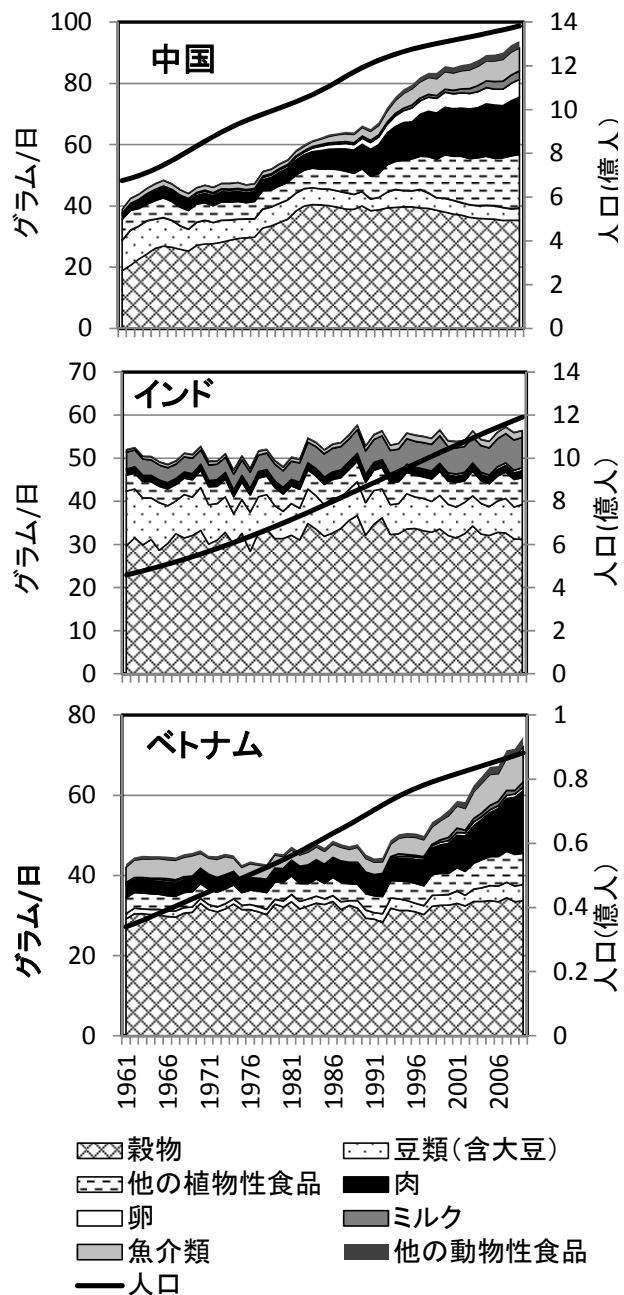 中国
グラム/日
100
80
60
40
20
0
14
12
10
8
6
4
2
0
人口(億人)
インド
グラム/日
70
60
50
40
30
20
10
0
14
12
10
8
6
4
2
0
人口(億人)
ベトナム
グラム/日
80
60
40
20
0
1
0.8
0.6
0.4
0.2
0
人口(億人)
1961
1966
1971
1976
1981
1986
1991
1996
2001
2006
穀物
豆類(含大豆)
他の植物性食品
肉
卵
ミルク
魚介類
他の動物性食品
人口